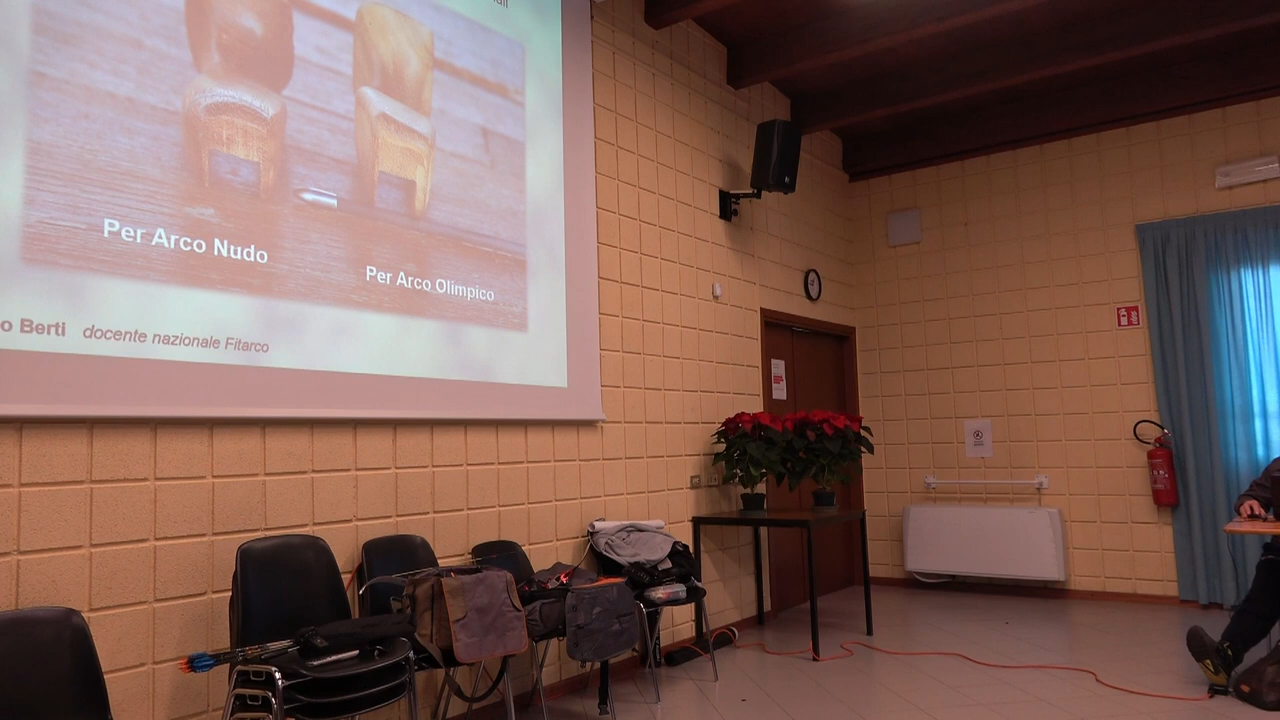 Per Arco Nudo
Per Arco Olimpico
o Berti docente nazionale Fitarco